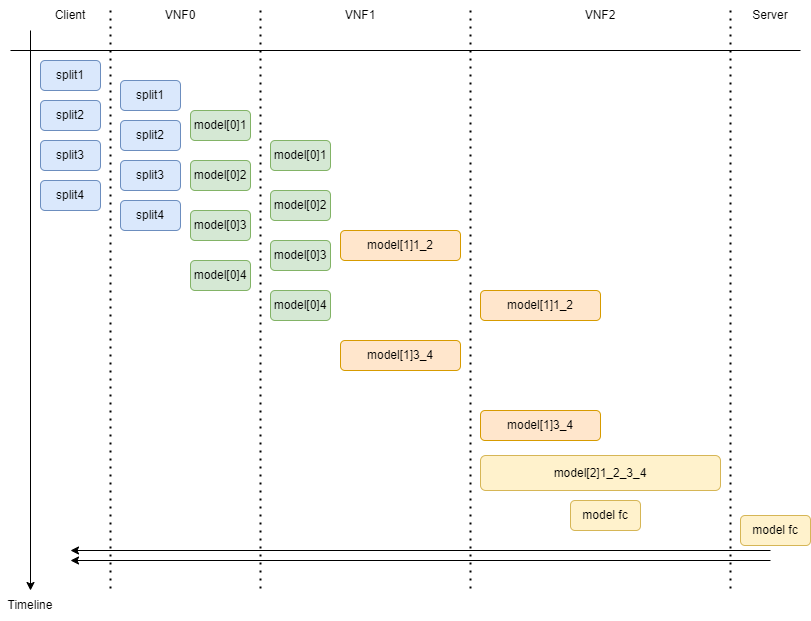 Client
VNF0
VNF1
VNF2
Server
split1
split1
split2
model[0]1
split2
split3
model[0]1
split3
model[0]2
split4
model[0]2
split4
model[0]3
model[1]1_2
model[0]3
model[0]4
model[0]4
model[1]1_2
model[1]3_4
model[1]3_4
model[2]1_2_3_4
model fc
model fc
Timeline